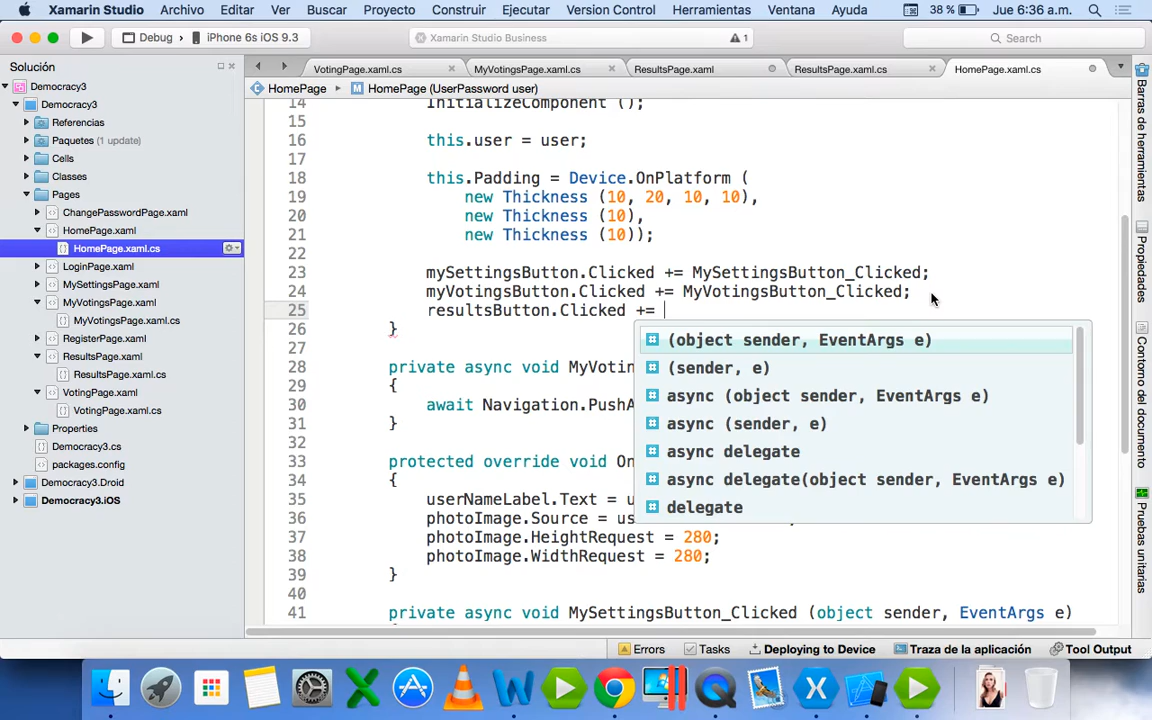 Xamarin Studio Archivo Editar Ver Buscar Proyecto Construir Ejecutar Version Control Herramientas Ventana Ayuda 38 % Jue 6:36 a.m.
Debug iPhone 6s iOS 9.3 Xamarin Studio Business 1 Search
Solución
VotingPage.xaml.cs MyVotingsPage.xaml.cs ResultsPage.xaml ResultsPage.xaml.cs HomePage.xaml.cs
HomePage HomePage (UserPassword user)
Democracy3
Democracy3
Referencias
Paquetes (1 update)
Cells
Classes
Pages
ChangePasswordPage.xaml
HomePage.xaml
HomePage.xaml.cs
LoginPage.xaml
MySettingsPage.xaml
MyVotingsPage.xaml
MyVotingsPage.xaml.cs
RegisterPage.xaml
ResultsPage.xaml
ResultsPage.xaml.cs
VotingPage.xaml
VotingPage.xaml.cs
Properties
Democracy3.cs
packages.config
Democracy3.Droid
Democracy3.iOS
14 InitializeComponent ();
15
16 this.user = user;
17
18 this.Padding = Device.OnPlatform (
19 new Thickness (10, 20, 10, 10),
20 new Thickness (10),
21 new Thickness (10));
22
23 mySettingsButton.Clicked += MySettingsButton_Clicked;
24 myVotingsButton.Clicked += MyVotingsButton_Clicked;
25 resultsButton.Clicked +=
26 }
27
28 private async void MyVotin
29 {
30 await Navigation.PushA
31 }
32
33 protected override void On
34 {
35 userNameLabel.Text = u
36 photoImage.Source = us
37 photoImage.HeightRequest = 280;
38 photoImage.WidthRequest = 280;
39 }
40
41 private async void MySettingsButton_Clicked (object sender, EventArgs e)
(object sender, EventArgs e)
(sender, e)
async (object sender, EventArgs e)
async (sender, e)
async delegate
async delegate(object sender, EventArgs e)
delegate
Barras de herramientas
Propiedades
Contorno del documento
Pruebas unitarias
Errors Tasks Deploying to Device Traza de la aplicación Tool Output